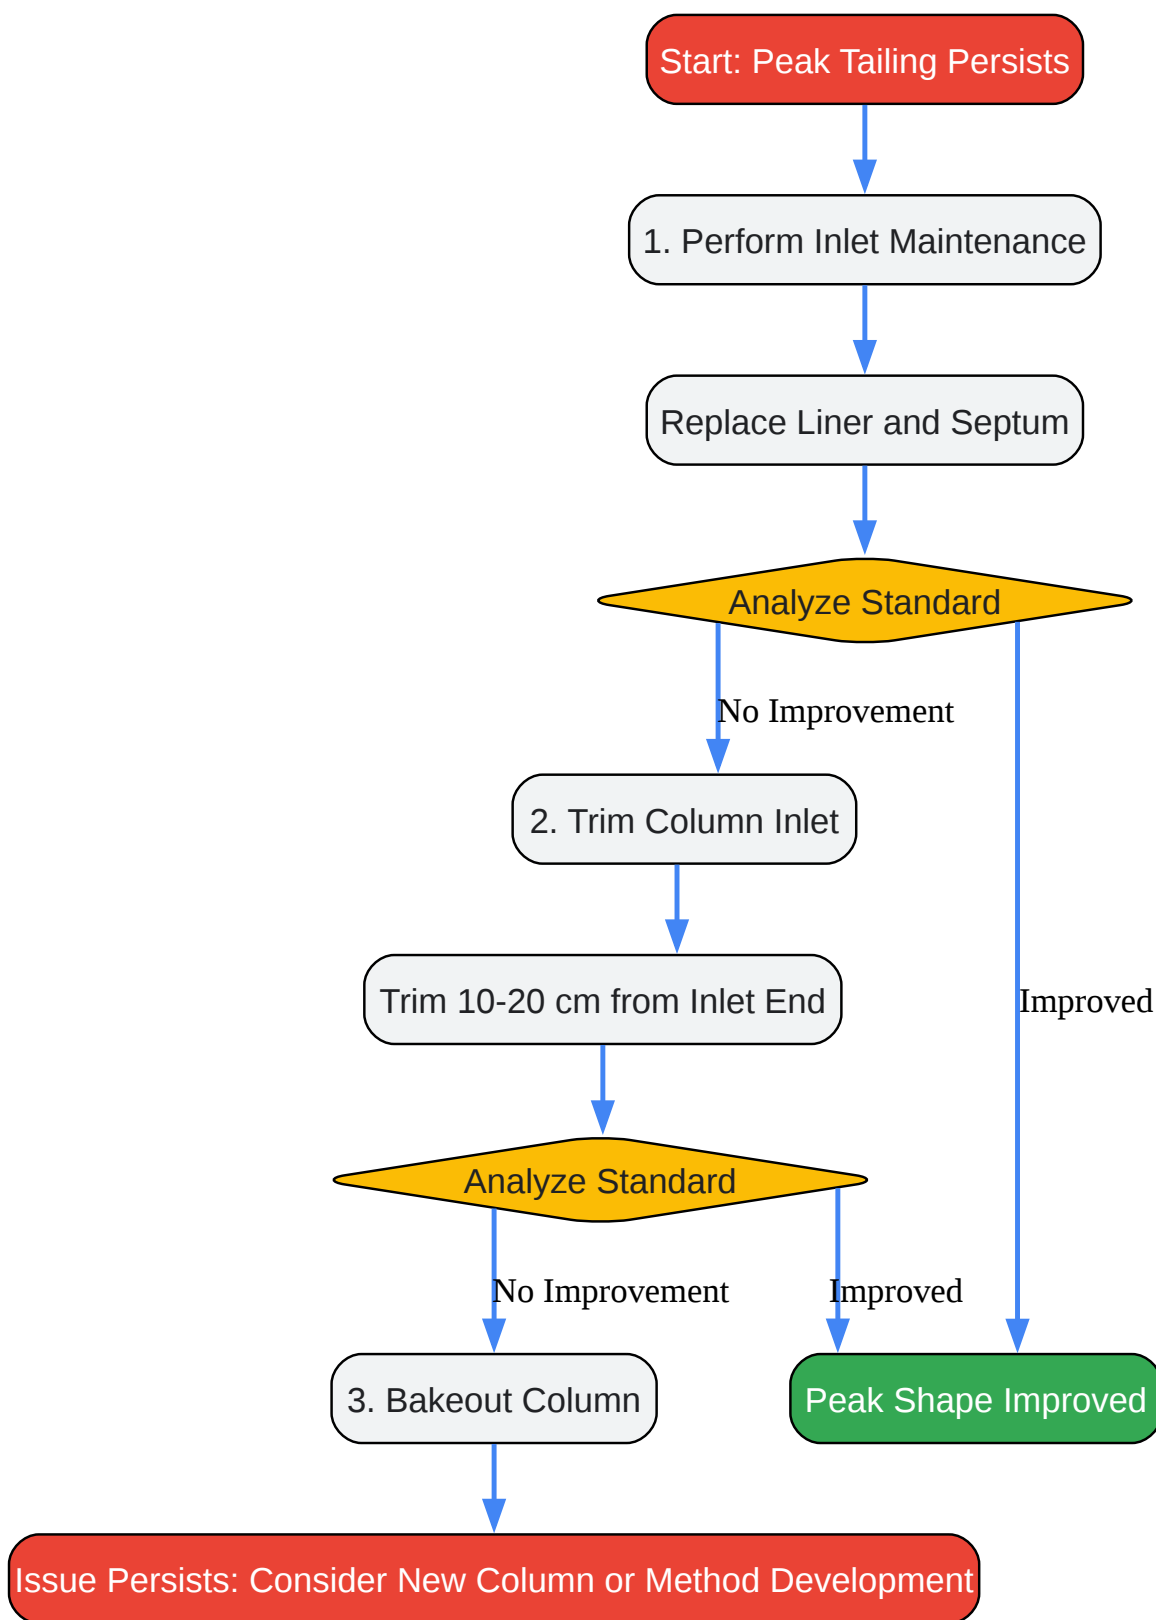 Start: Peak Tailing Persists
1. Perform Inlet Maintenance
Replace Liner and Septum
Analyze Standard
No Improvement
2. Trim Column Inlet
Trim 10-20 cm from Inlet End
Improved
Analyze Standard
No Improvement
Improved
3. Bakeout Column
Peak Shape Improved
Issue Persists: Consider New Column or Method Development